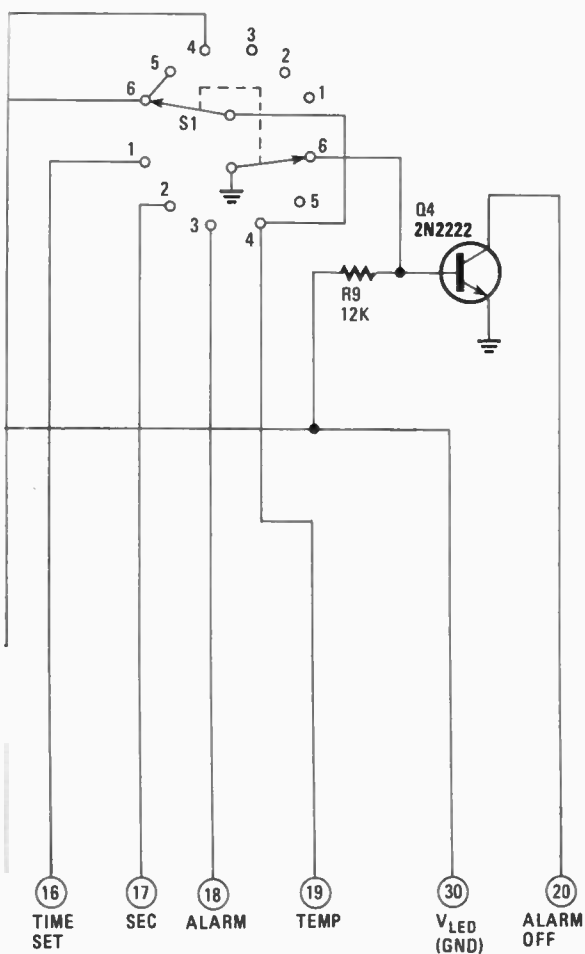 4
3
2
5
1
6
S1
1
6
2
5
3
4
Q4
2N2222
R9
12K
16
17
18
19
30
20
TIME
SET
SEC
ALARM
TEMP
VLED
(GND)
ALARM
OFF